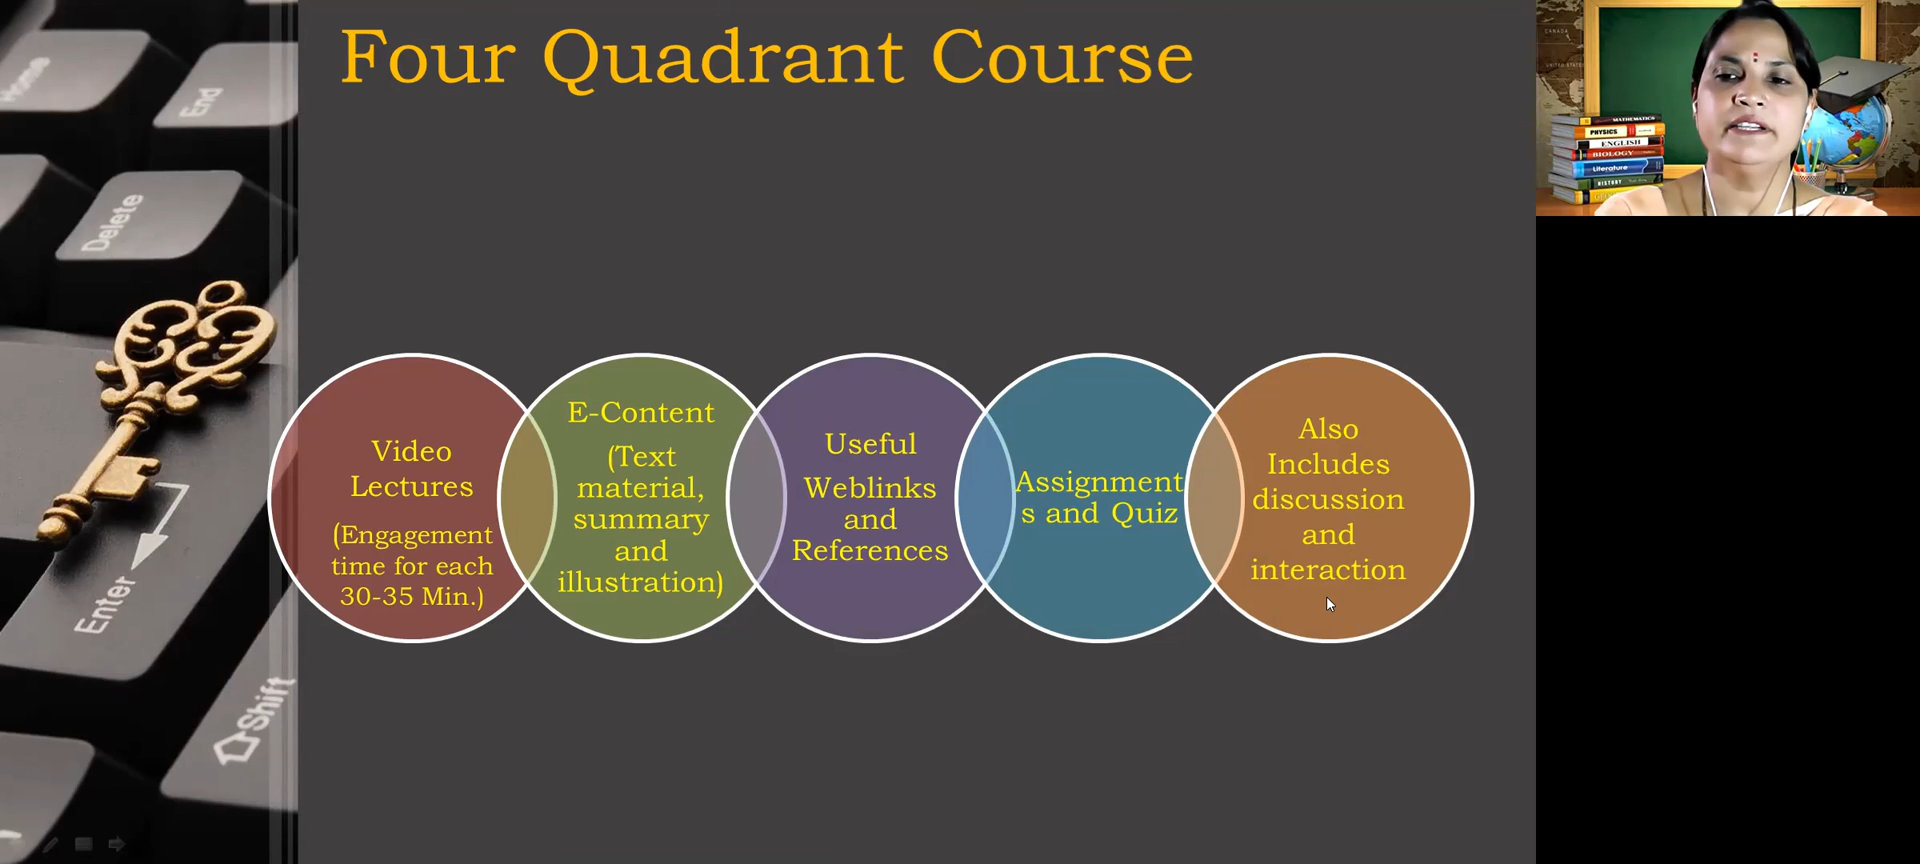 Four Quadrant Course
Home
End
Delete
Enter
Shift
Video
Lectures
(Engagement
time for each
30-35 Min.)
E-Content
(Text
material,
summary
and
illustration)
Useful
Weblinks
and
References
Assignment
s and Quiz
Also
Includes
discussion
and
interaction
CANADA
MATHEMATICS
PHYSICS
ENGLISH
BIOLOGY
Literature
HISTORY